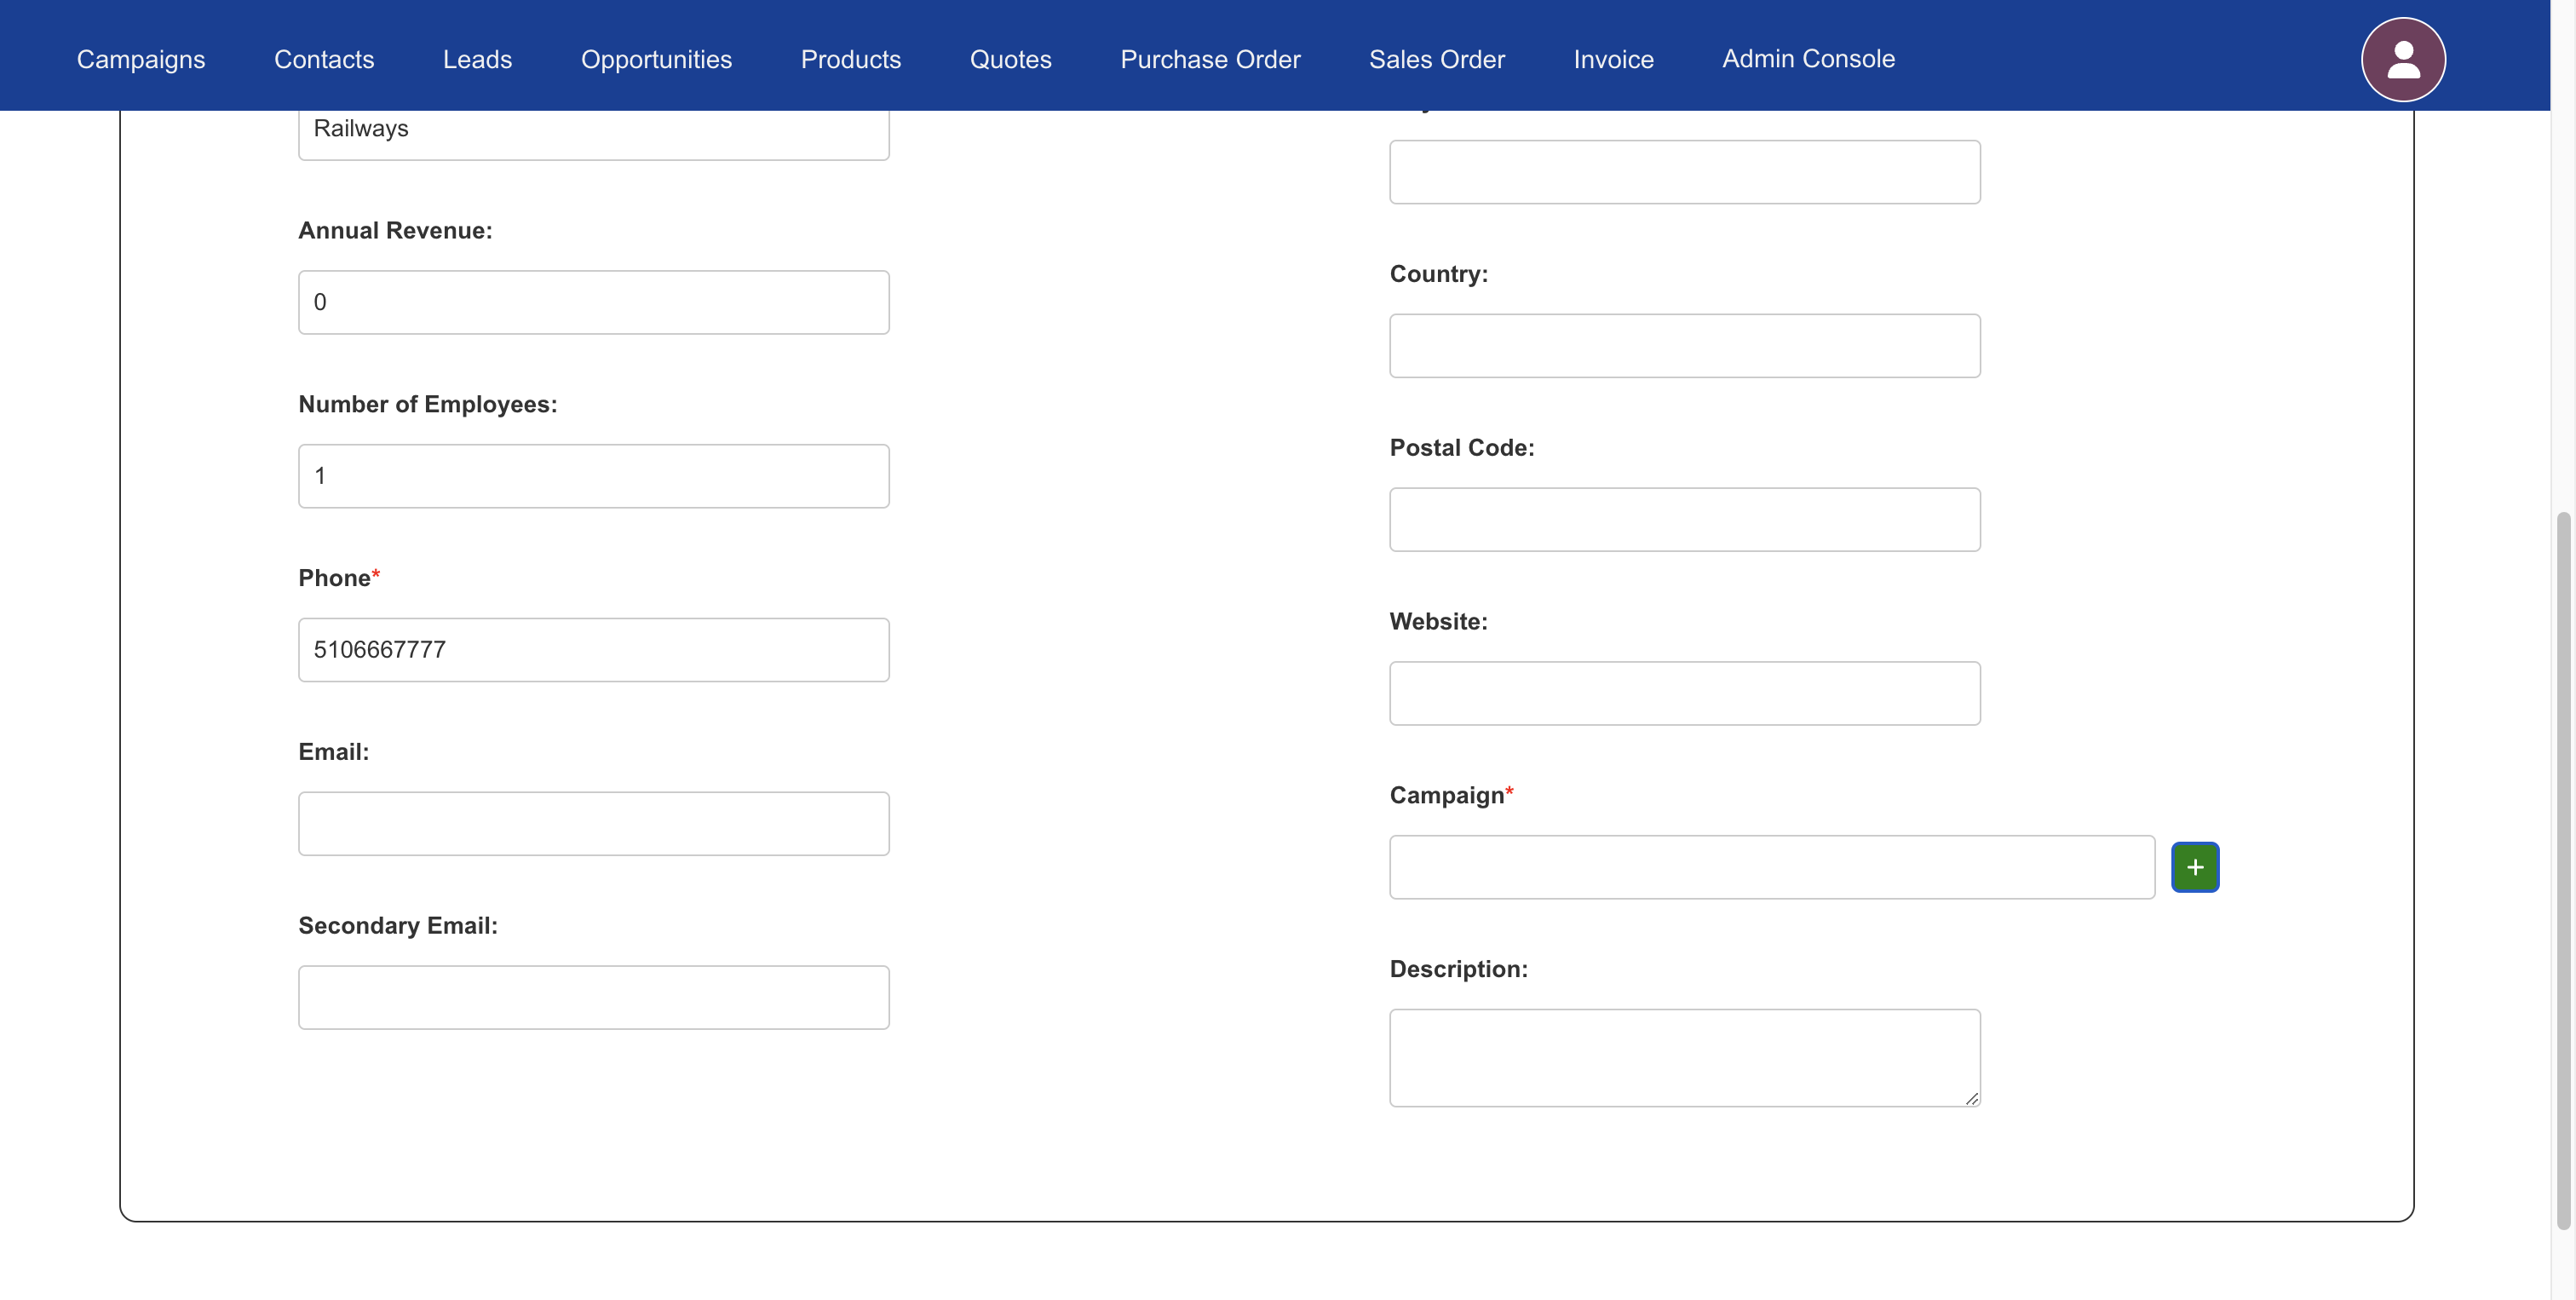 Campaigns Contacts Leads Opportunities Products Quotes Purchase Order Sales Order Invoice Admin Console
Railways
Annual Revenue:
0
Number of Employees:
1
Phone*
5106667777
Email:
Secondary Email:
Country:
Postal Code:
Website:
Campaign*
+
Description: